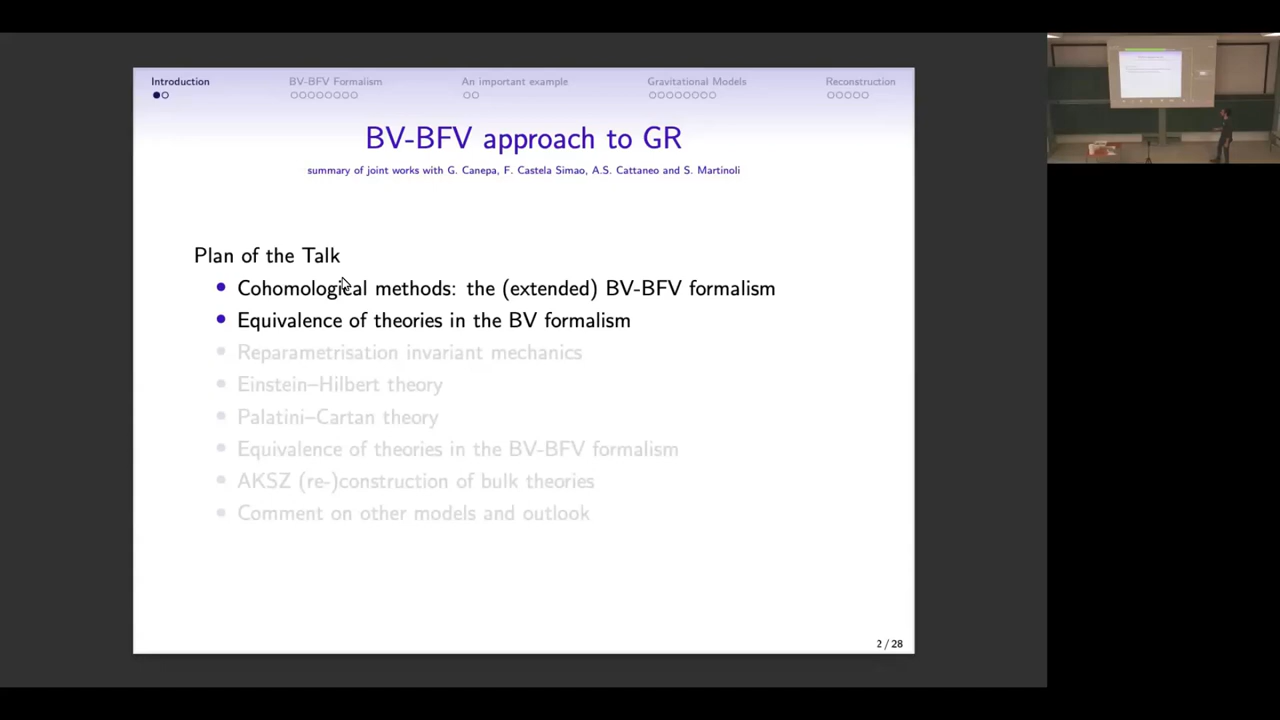 Introduction
BV-BFV Formalism
An important example
Gravitational Models
Reconstruction
BV-BFV approach to GR
summary of joint works with G. Canepa, F. Castela Simao, A.S. Cattaneo and S. Martinoli
Plan of the Talk
Cohomological methods: the (extended) BV-BFV formalism
Equivalence of theories in the BV formalism
Reparametrisation invariant mechanics
Einstein–Hilbert theory
Palatini–Cartan theory
Equivalence of theories in the BV-BFV formalism
AKSZ (re-)construction of bulk theories
Comment on other models and outlook
2 / 28